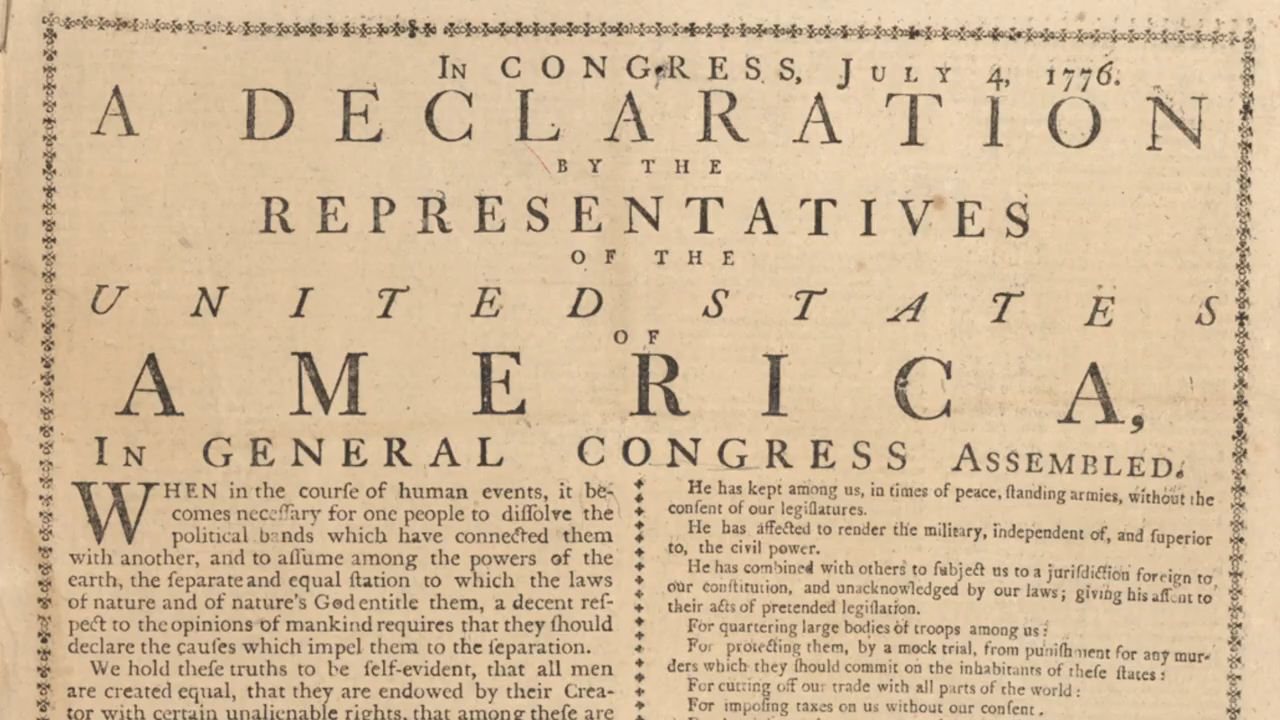 In CONGRESS, July 4, 1776.
A DECLARATION
BY THE
REPRESENTATIVES
OF THE
UNITED STATES
OF
AMERICA,
In GENERAL CONGRESS Assembled.
WHEN in the courſe of human events, it be-
comes neceſſary for one people to diſſolve the
political bands which have connected them
with another, and to aſſume among the powers of the
earth, the ſeparate and equal ſtation to which the laws
of nature and of nature's God entitle them, a decent reſ-
pect to the opinions of mankind requires that they ſhould
declare the cauſes which impel them to the ſeparation.
We hold theſe truths to be ſelf-evident, that all men
are created equal, that they are endowed by their Crea-
tor with certain unalienable rights, that among theſe are
He has kept among us, in times of peace, ſtanding armies, without the
conſent of our legiſlatures.
He has affected to render the military, independent of, and ſuperior
to, the civil power.
He has combined with others to ſubject us to a juriſdiction foreign to
our conſtitution, and unacknowledged by our laws; giving his aſſent to
their acts of pretended legiſlation.
For quartering large bodies of troops among us:
For protecting them, by a mock trial, from puniſhment for any mur-
ders which they ſhould commit on the inhabitants of theſe ſtates:
For cutting off our trade with all parts of the world:
For impoſing taxes on us without our conſent.